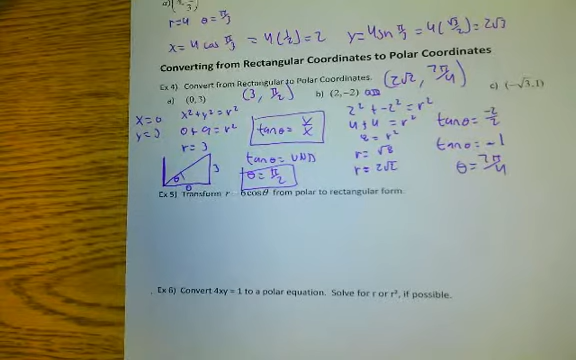 r=4 θ=π/3
x=4 cos π/3 = 4(1/2)=2 y=4sin π/3 = 4(√3/2)=2√3
Converting from Rectangular Coordinates to Polar Coordinates
Ex 4) Convert from Rectangular to Polar Coordinates.
a) (0,3) (3, π/2) b) (2,−2) (2√2, 7π/4) c) (−√3,1)
x=0 x²+y²=r² 2²+-2²=r²
y=3 0+9=r² tanθ= y/x 4+4=r² tanθ= -2/2
8=r²
r=3 tanθ= UND r=√8 tanθ= -1
θ θ=π/2 r=2√2 θ=7π/4
3
0
Ex 5) Transform r 6cosθ from polar to rectangular form.
Ex 6) Convert 4xy = 1 to a polar equation. Solve for r or r², if possible.